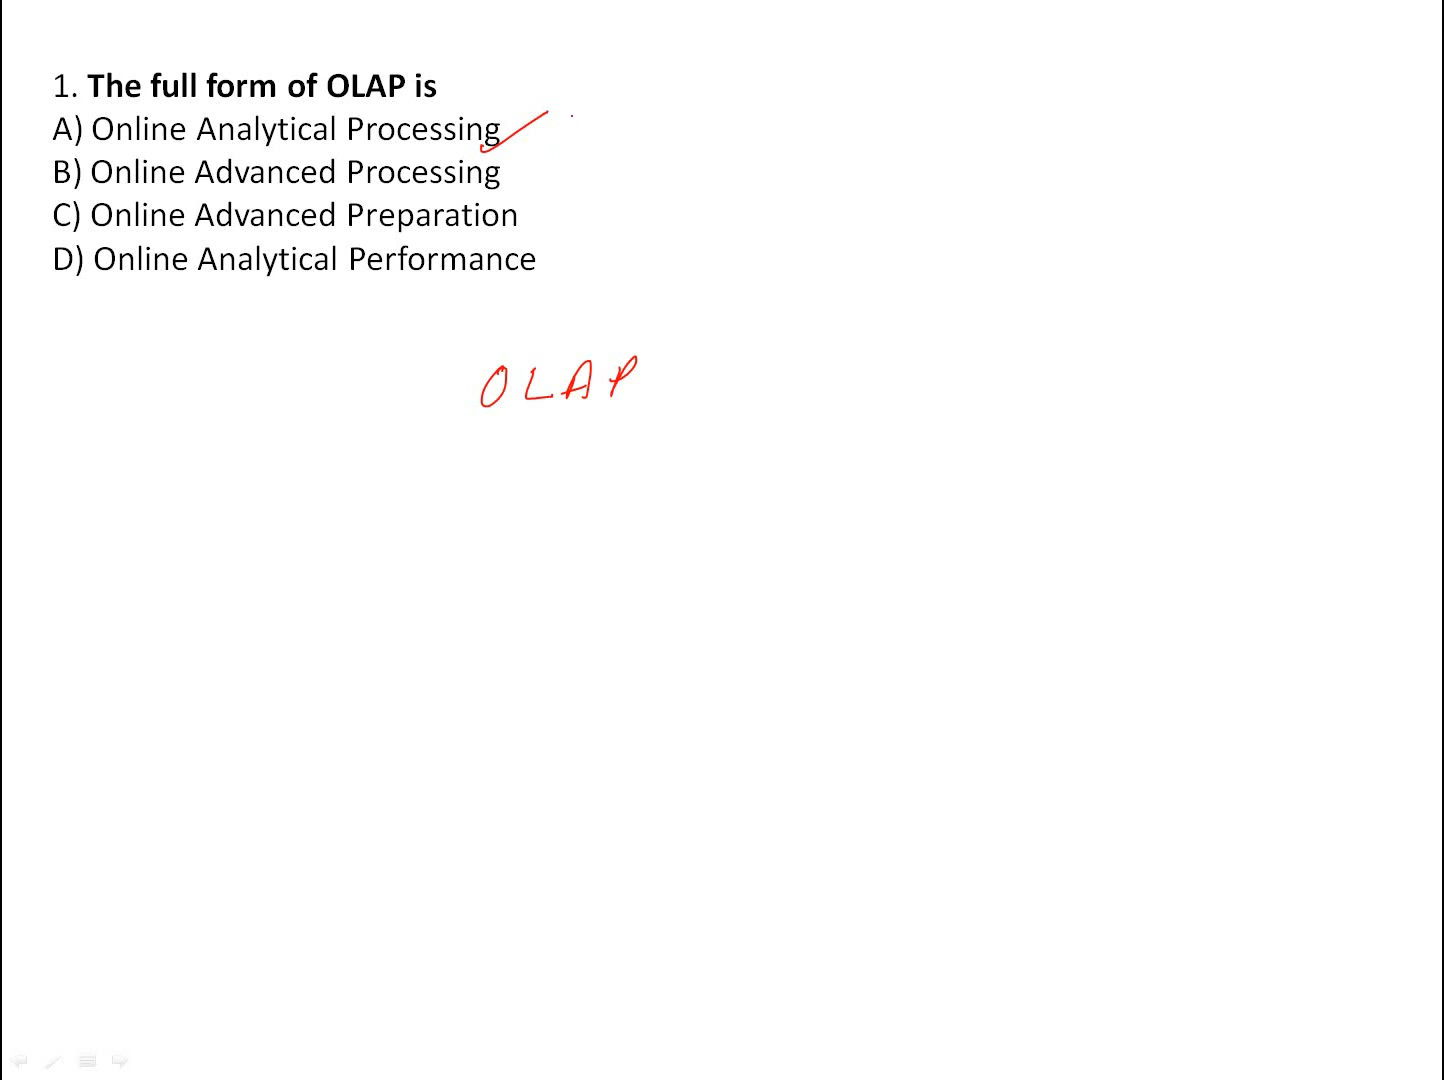 1. The full form of OLAP is
A) Online Analytical Processing
B) Online Advanced Processing
C) Online Advanced Preparation
D) Online Analytical Performance
OLAP